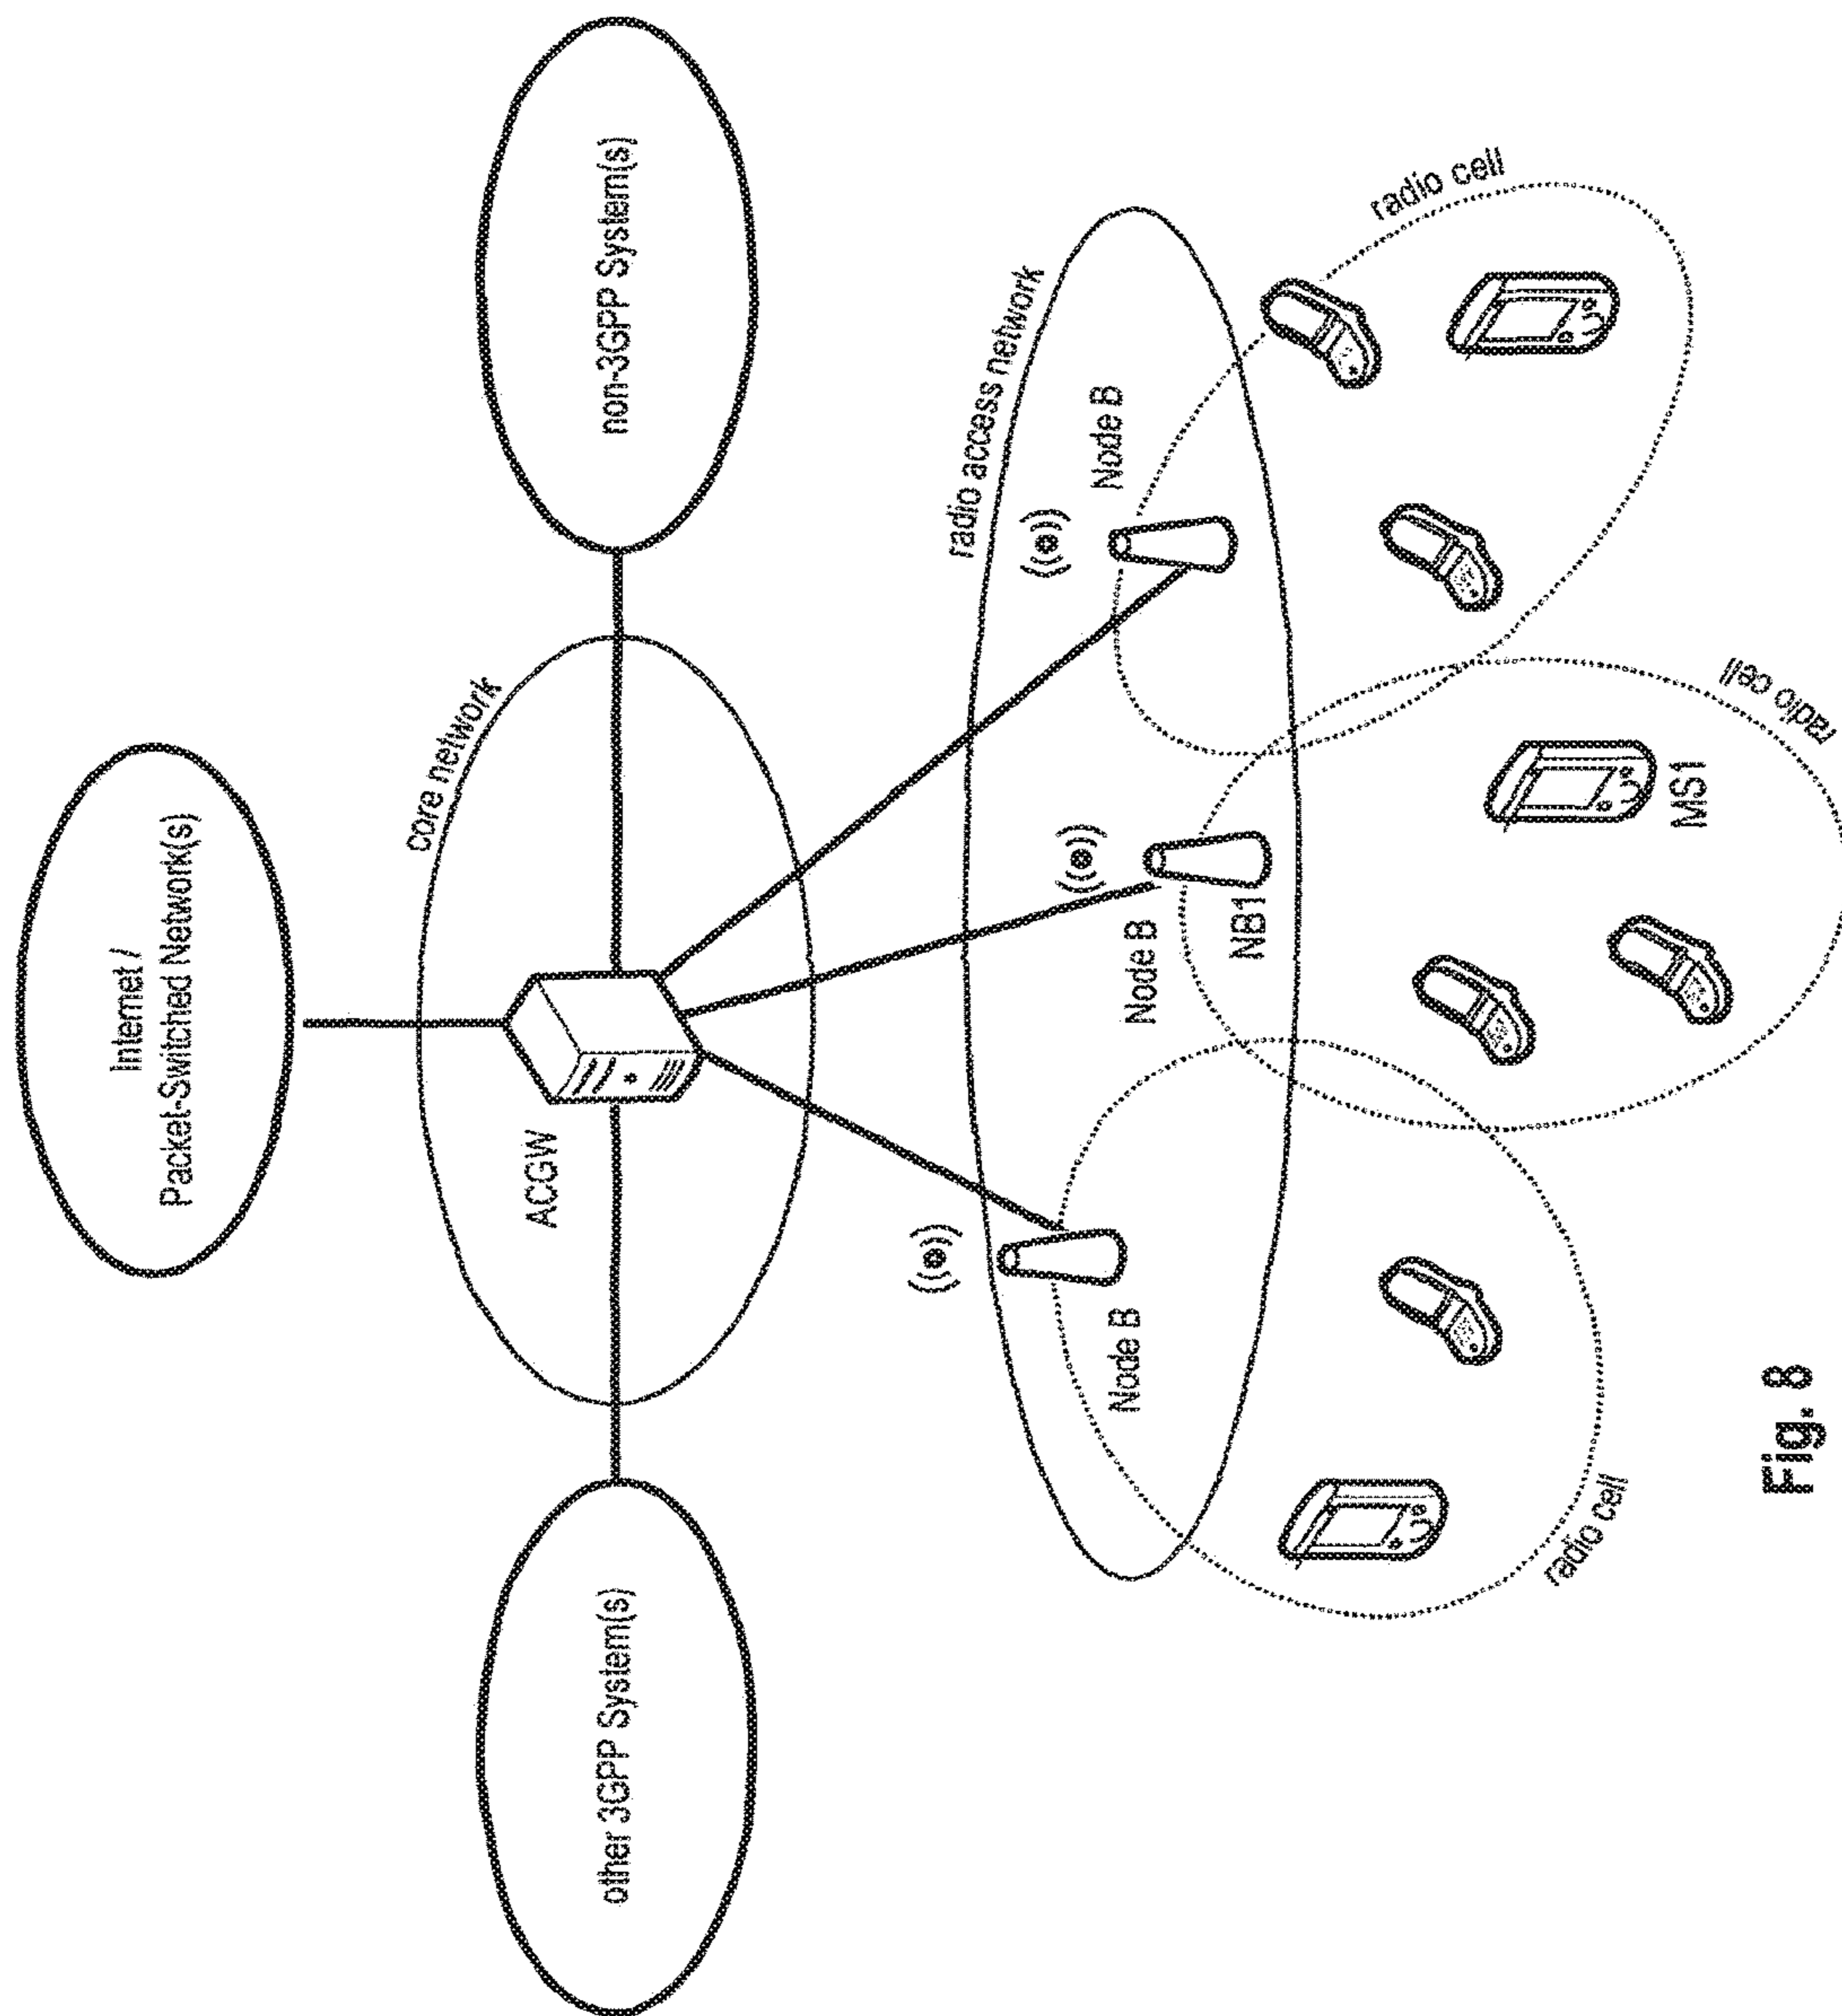 Internet /
Packet-Switched Network(s)
core network
ACGW
other 3GPP System(s)
non-3GPP System(s)
radio access network
Node B
Node B
NB1
Node B
MS1
radio cell
radio cell
radio cell
Fig. 8